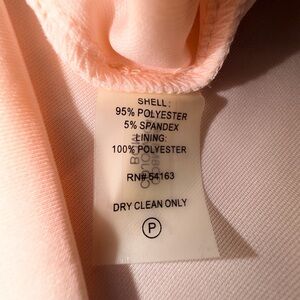 SHELL:
95% POLYESTER
5% SPANDEX
LINING:
100% POLYESTER
RN# 54163
DRY CLEAN ONLY
P